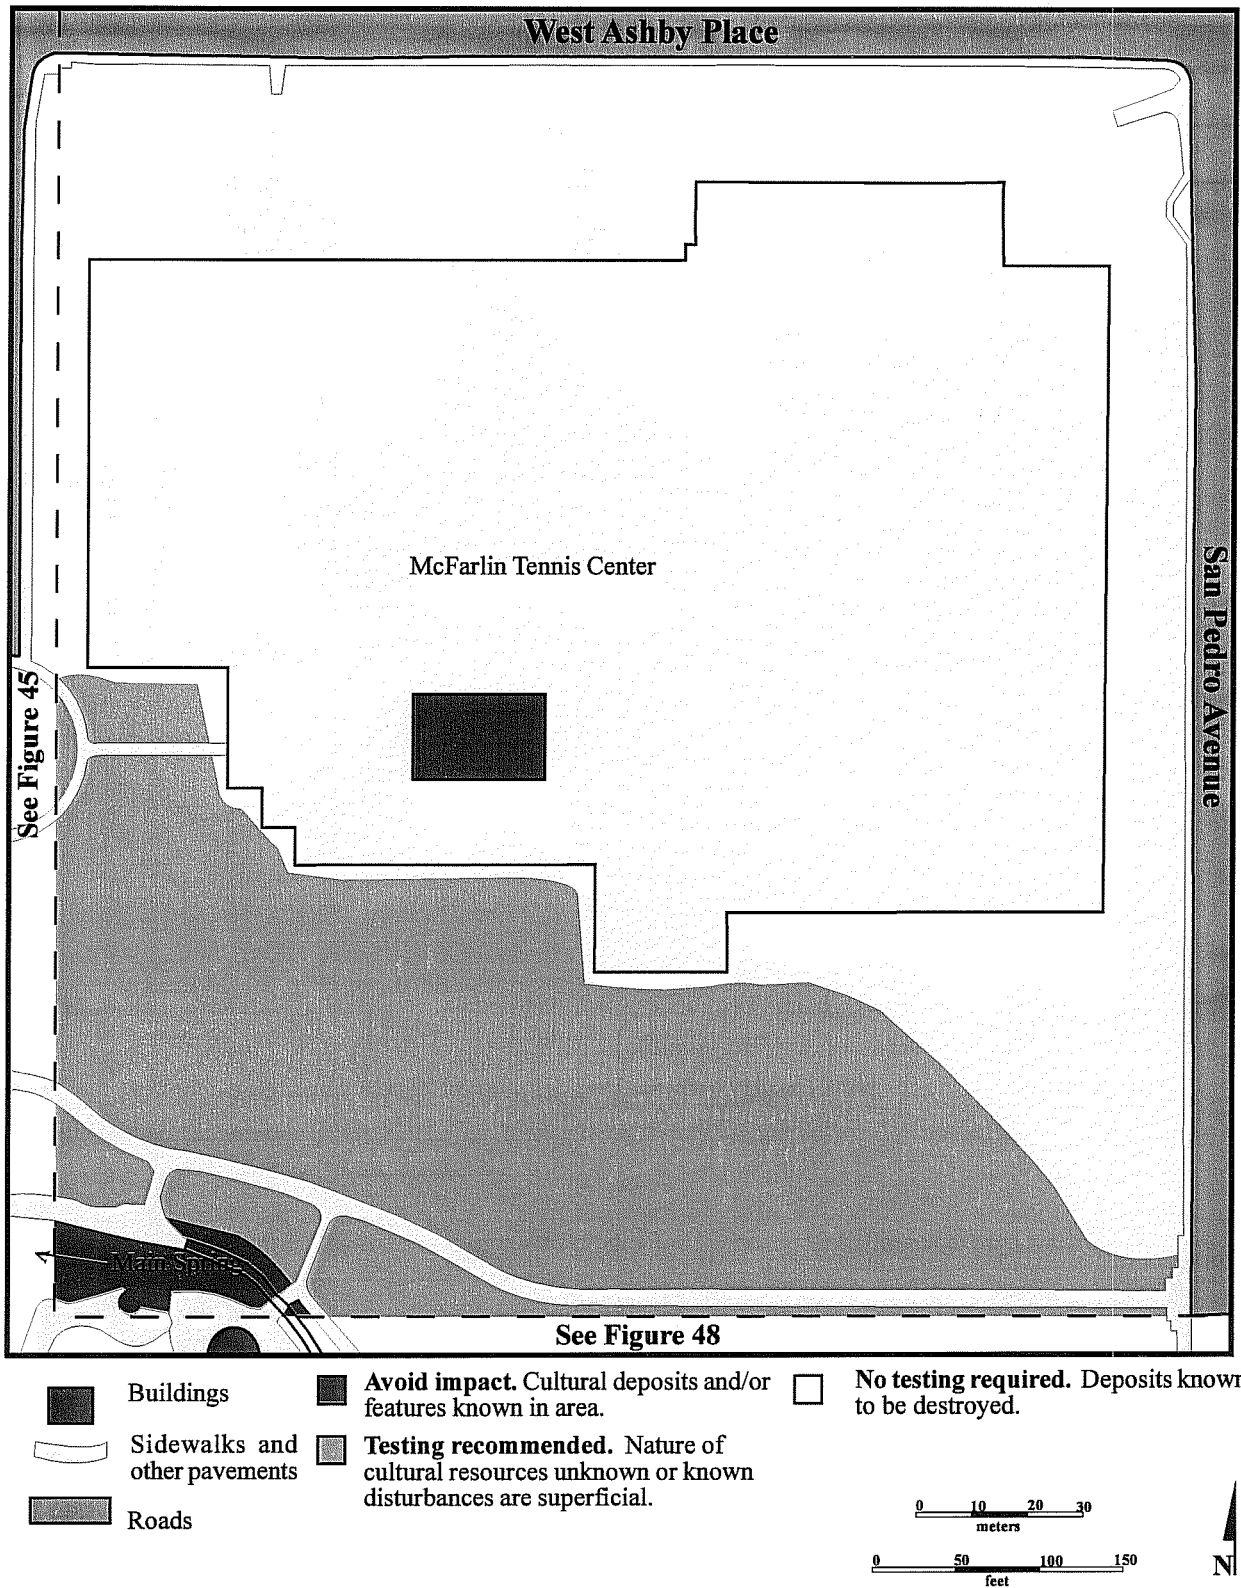 West Ashby Place
San Pedro Avenue
McFarlin Tennis Center
See Figure 45
Main Spring
See Figure 48
Buildings
Sidewalks and
other pavements
Roads
Avoid impact. Cultural deposits and/or
features known in area.
Testing recommended. Nature of
cultural resources unknown or known
disturbances are superficial.
No testing required. Deposits known
to be destroyed.
0 10 20 30
meters
0 50 100 150
feet
N